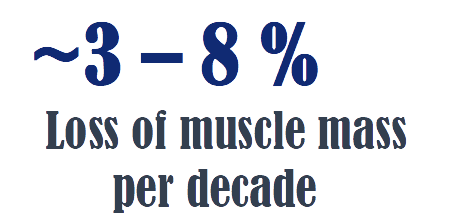 ~3 – 8 %
Loss of muscle mass
per decade